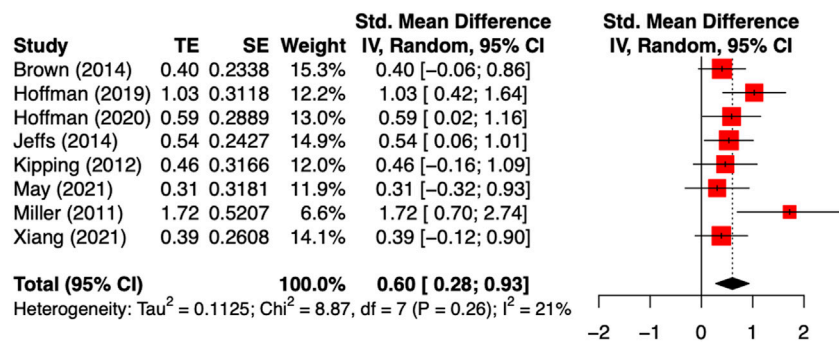 Std. Mean Difference Std. Mean Difference
Study TE SE Weight IV, Random, 95% CI IV, Random, 95% CI
Brown (2014) 0.40 0.2338 15.3% 0.40 [−0.06; 0.86]
Hoffman (2019) 1.03 0.3118 12.2% 1.03 [ 0.42; 1.64]
Hoffman (2020) 0.59 0.2889 13.0% 0.59 [ 0.02; 1.16]
Jeffs (2014) 0.54 0.2427 14.9% 0.54 [ 0.06; 1.01]
Kipping (2012) 0.46 0.3166 12.0% 0.46 [−0.16; 1.09]
May (2021) 0.31 0.3181 11.9% 0.31 [−0.32; 0.93]
Miller (2011) 1.72 0.5207 6.6% 1.72 [ 0.70; 2.74]
Xiang (2021) 0.39 0.2608 14.1% 0.39 [−0.12; 0.90]
Total (95% CI) 100.0% 0.60 [ 0.28; 0.93]
Heterogeneity: Tau² = 0.1125; Chi² = 8.87, df = 7 (P = 0.26); I² = 21%
−2 −1 0 1 2